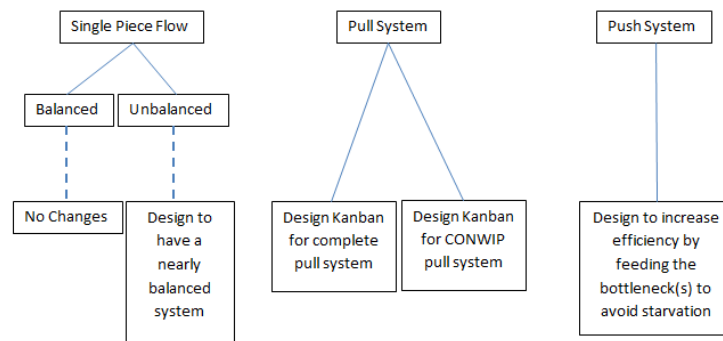 Single Piece Flow
Pull System
Push System
Balanced
Unbalanced
No Changes
Design to
have a
nearly
balanced
system
Design Kanban
for complete
pull system
Design Kanban
for CONWIP
pull system
Design to increase
efficiency by
feeding the
bottleneck(s) to
avoid starvation